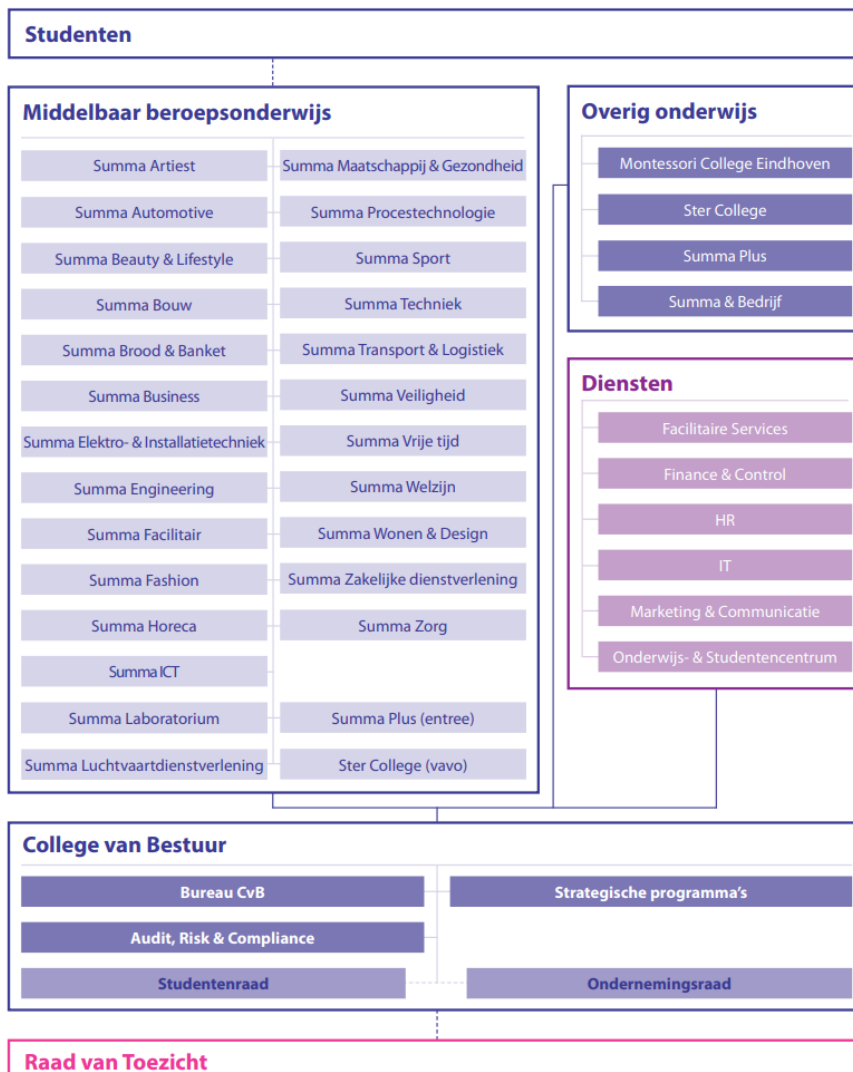 Studenten
Middelbaar beroepsonderwijs
Summa Artiest
Summa Automotive
Summa Beauty & Lifestyle
Summa Bouw
Summa Brood & Banket
Summa Business
Summa Elektro- & Installatietechniek
Summa Engineering
Summa Facilitair
Summa Fashion
Summa Horeca
Summa ICT
Summa Laboratorium
Summa Luchtvaartdienstverlening
Summa Maatschappij & Gezondheid
Summa Procestechnologie
Summa Sport
Summa Techniek
Summa Transport & Logistiek
Summa Veiligheid
Summa Vrije tijd
Summa Welzijn
Summa Wonen & Design
Summa Zakelijke dienstverlening
Summa Zorg
Summa Plus (entree)
Ster College (vavo)
Overig onderwijs
Montessori College Eindhoven
Ster College
Summa Plus
Summa & Bedrijf
Diensten
Facilitaire Services
Finance & Control
HR
IT
Marketing & Communicatie
Onderwijs- & Studentencentrum
College van Bestuur
Bureau CvB
Strategische programma's
Audit, Risk & Compliance
Studentenraad
Ondernemingsraad
Raad van Toezicht